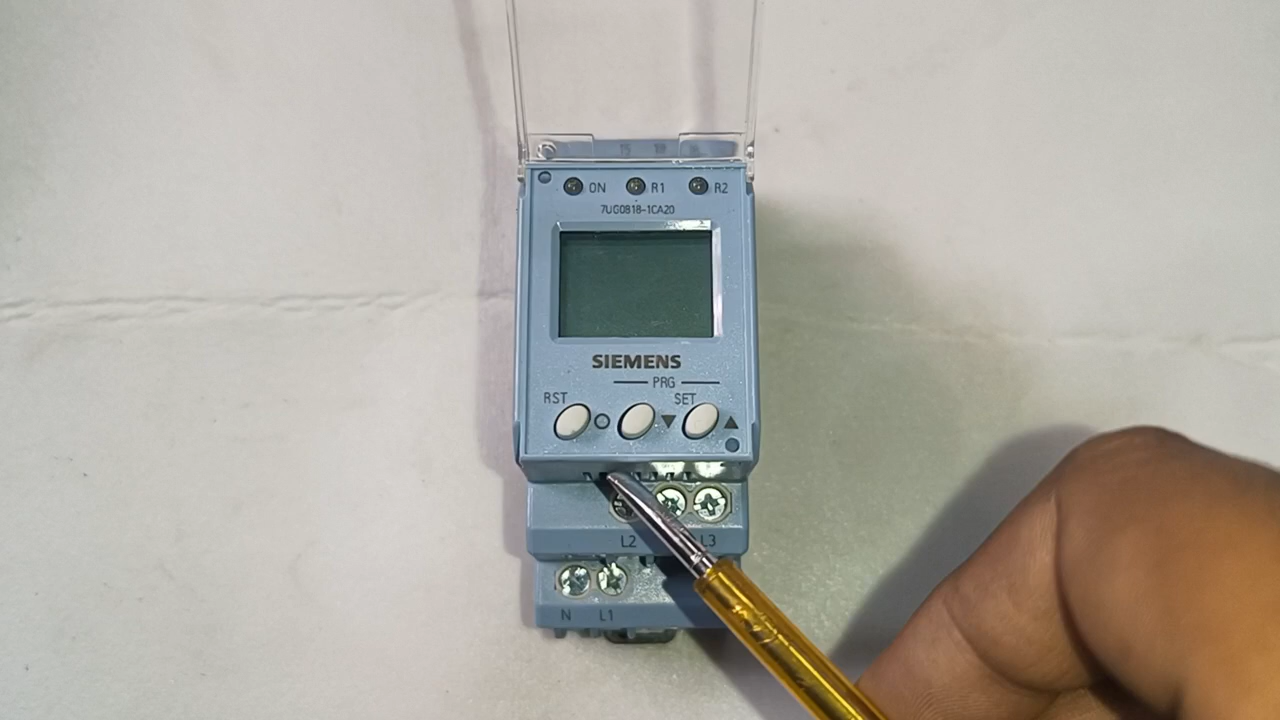 ON R1 R2
7UG0818-1CA20
SIEMENS
PRG
RST SET
L2 L3
N L1